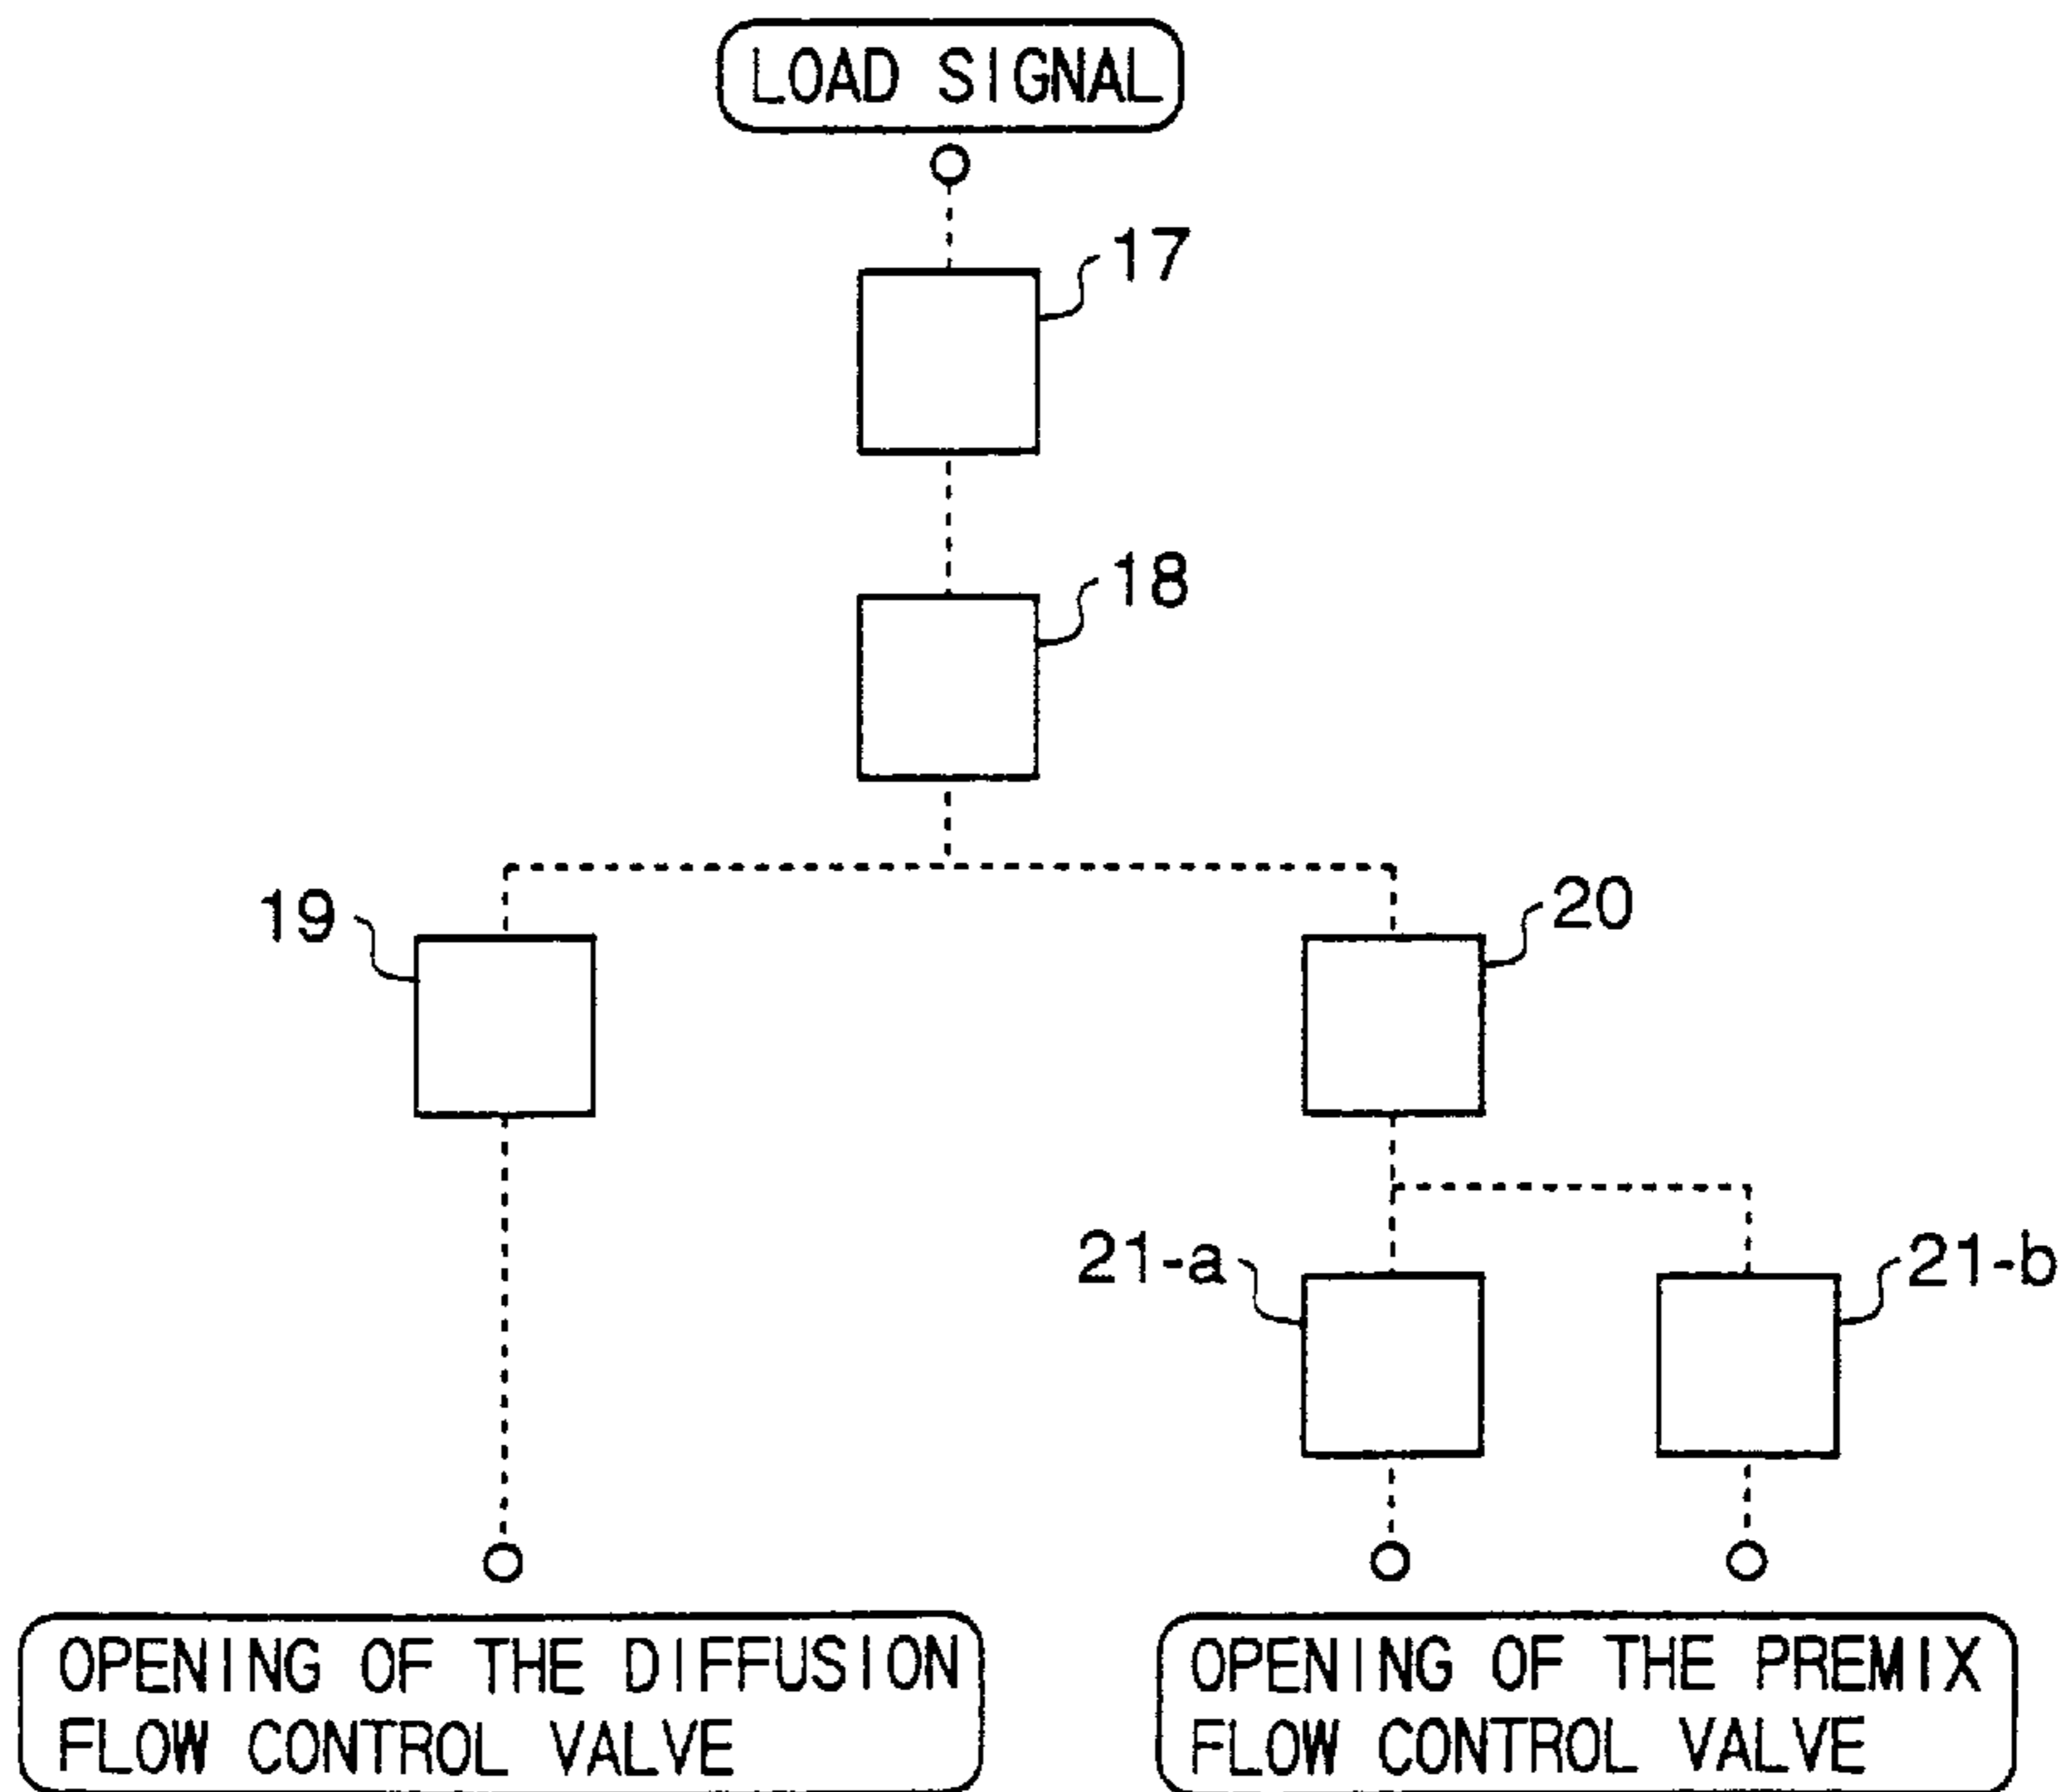 LOAD SIGNAL
17
18
19
20
21-a
21-b
OPENING OF THE DIFFUSION
FLOW CONTROL VALVE
OPENING OF THE PREMIX
FLOW CONTROL VALVE